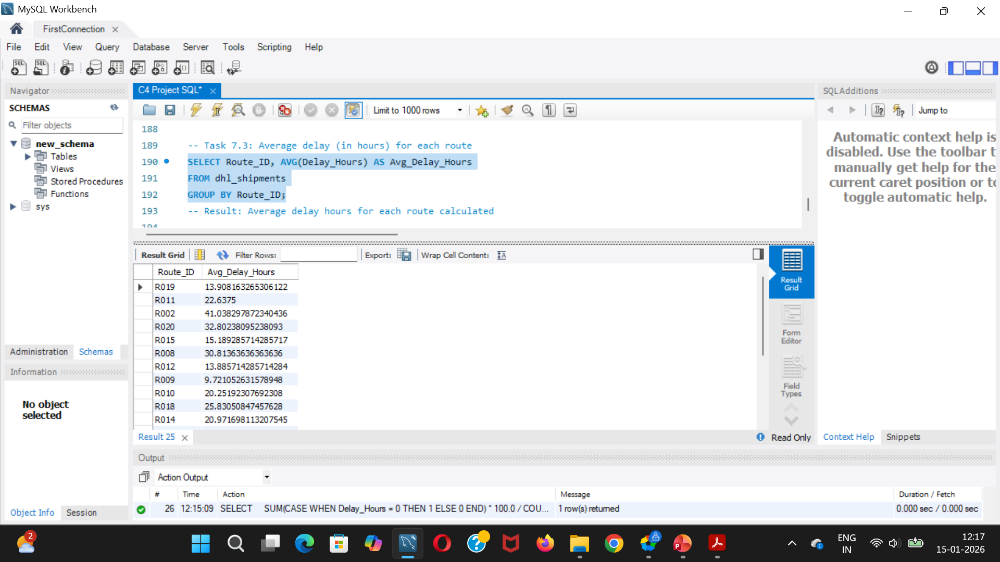 MySQL Workbench
FirstConnection
File Edit View Query Database Server Tools Scripting Help
Navigator
SCHEMAS
Filter objects
new_schema
Tables
Views
Stored Procedures
Functions
sys
Administration Schemas
Information
No object
selected
Object Info Session
C4 Project SQL*
Limit to 1000 rows
188
189 -- Task 7.3: Average delay (in hours) for each route
190 SELECT Route_ID, AVG(Delay_Hours) AS Avg_Delay_Hours
191 FROM dhl_shipments
192 GROUP BY Route_ID;
193 -- Result: Average delay hours for each route calculated
194
Result Grid Filter Rows: Export: Wrap Cell Content:
Route_ID Avg_Delay_Hours
R019 13.908163265306122
R011 22.6375
R002 41.038297872340436
R020 32.80238095238093
R015 15.189285714285717
R008 30.81363636363636
R012 13.885714285714284
R009 9.721052631578948
R010 20.25192307692308
R018 25.83050847457628
R014 20.971698113207545
Result
Grid
Form
Editor
Field
Types
Result 25
Read Only
SQLAdditions
Jump to
Automatic context help is
disabled. Use the toolbar t
manually get help for the
current caret position or to
toggle automatic help.
Context Help Snippets
Output
Action Output
# Time Action Message Duration / Fetch
26 12:15:09 SELECT SUM(CASE WHEN Delay_Hours = 0 THEN 1 ELSE 0 END) * 100.0 / COU... 1 row(s) returned 0.000 sec / 0.000 sec
2
ENG
IN
12:17
15-01-2026